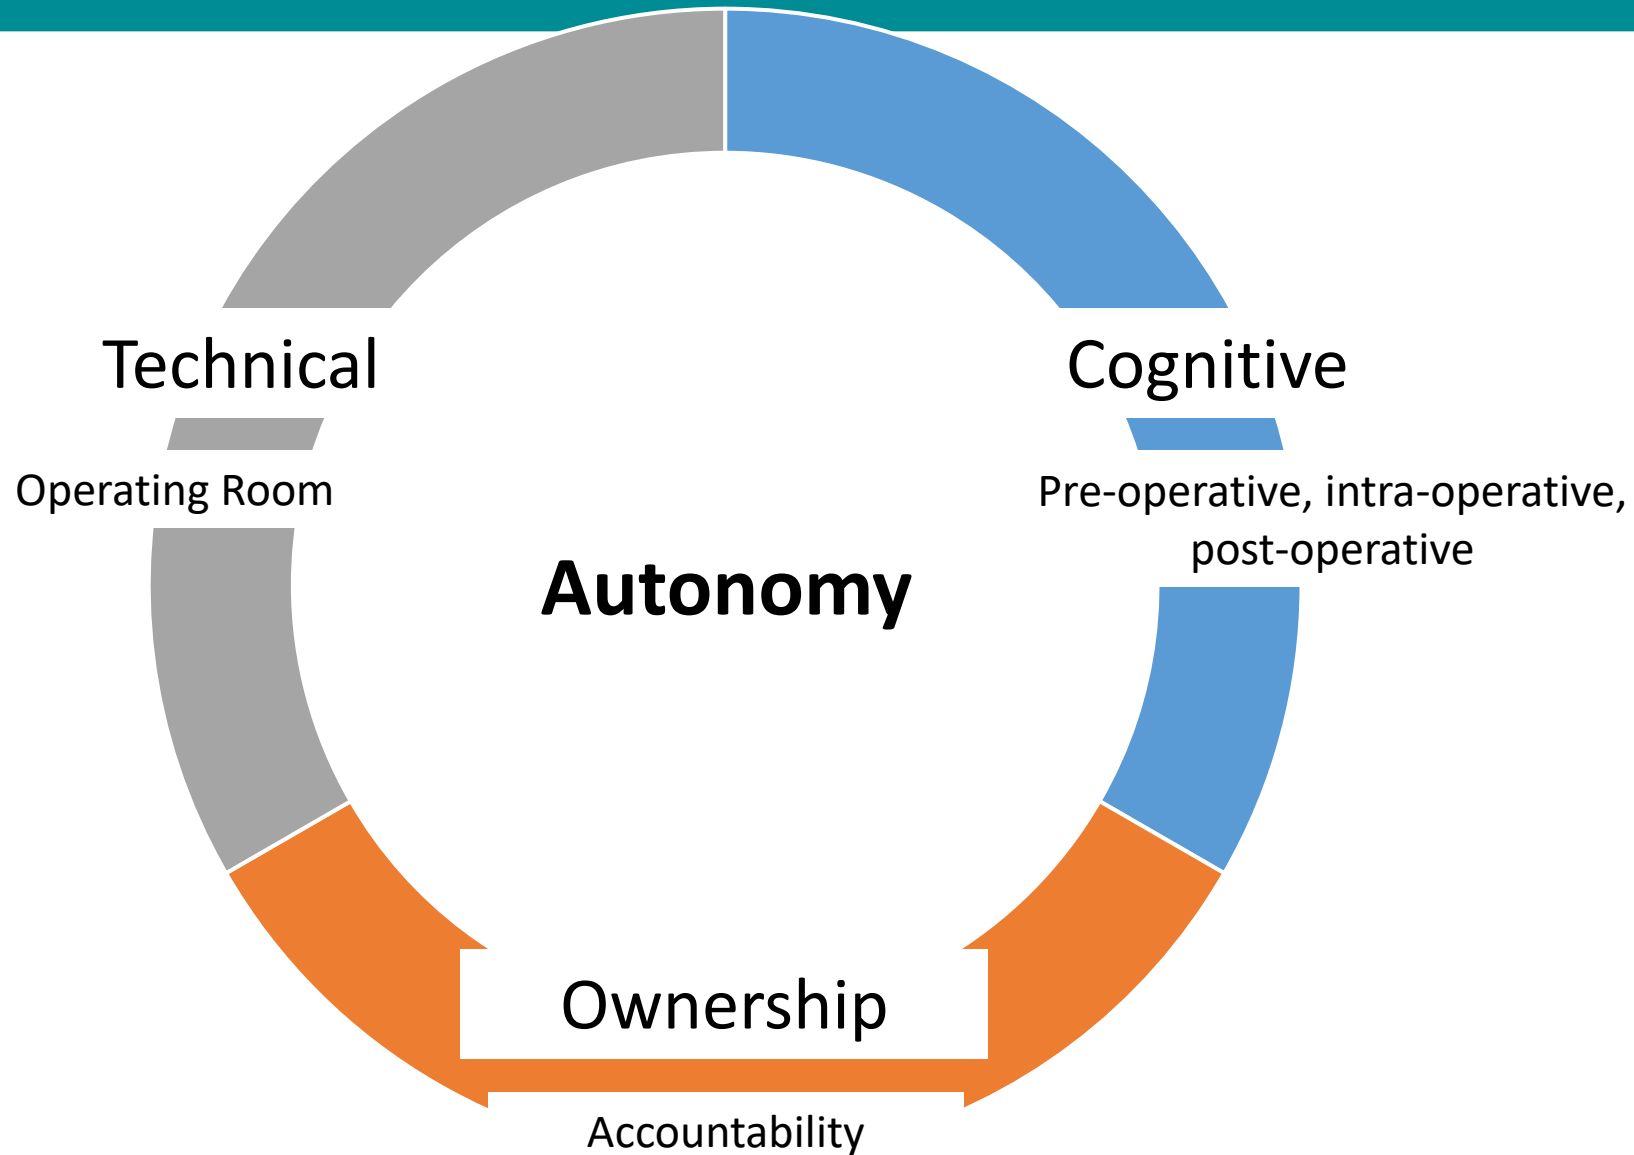 Technical
Cognitive
Operating Room
Pre-operative, intra-operative,
post-operative
Autonomy
Ownership
Accountability